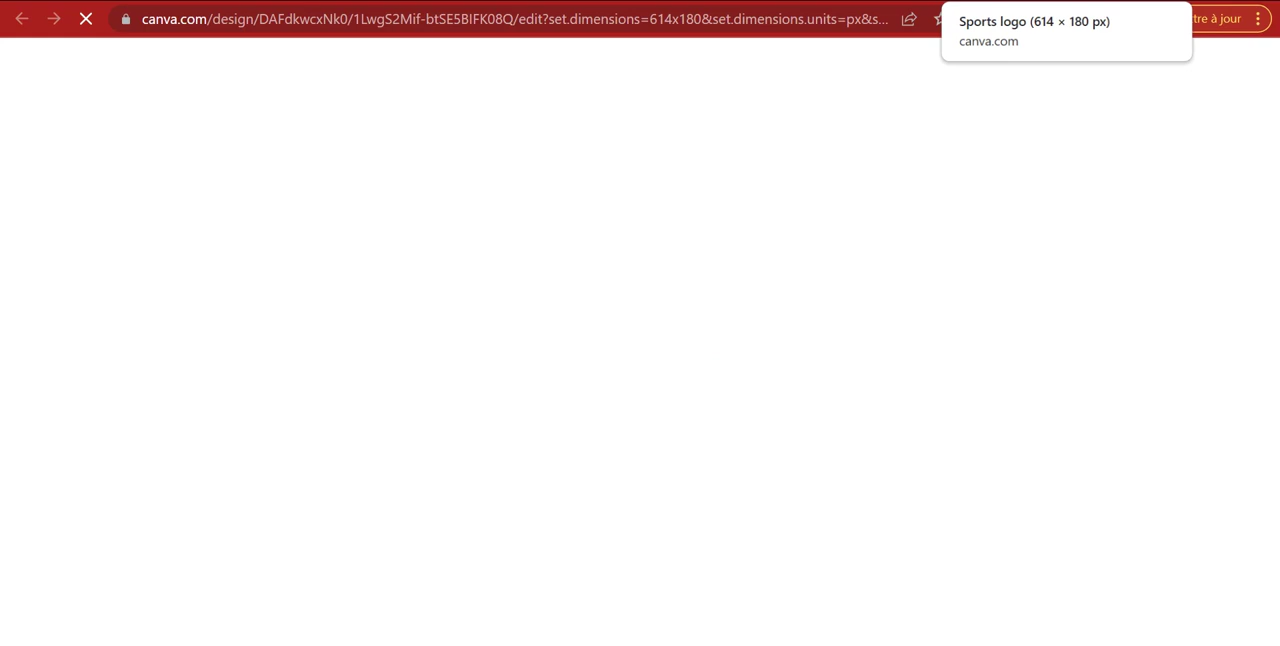 canva.com/design/DAFdkwcxNk0/1LwgS2Mif-btSE5BIFK08Q/edit?set.dimensions=614x180&set.dimensions.units=px&s...
Sports logo (614 × 180 px)
canva.com
tre à jour